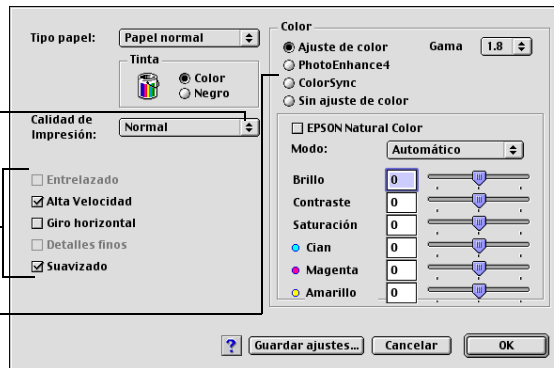 Tipo papel: Papel normal
Tinta
Color
Negro
Calidad de
Impresión: Normal
Entrelazado
Alta Velocidad
Giro horizontal
Detalles finos
Suavizado
Color
Ajuste de color Gama 1.8
PhotoEnhance4
ColorSync
Sin ajuste de color
EPSON Natural Color
Modo: Automático
Brillo 0
Contraste 0
Saturación 0
Cian 0
Magenta 0
Amarillo 0
? Guardar ajustes... Cancelar OK